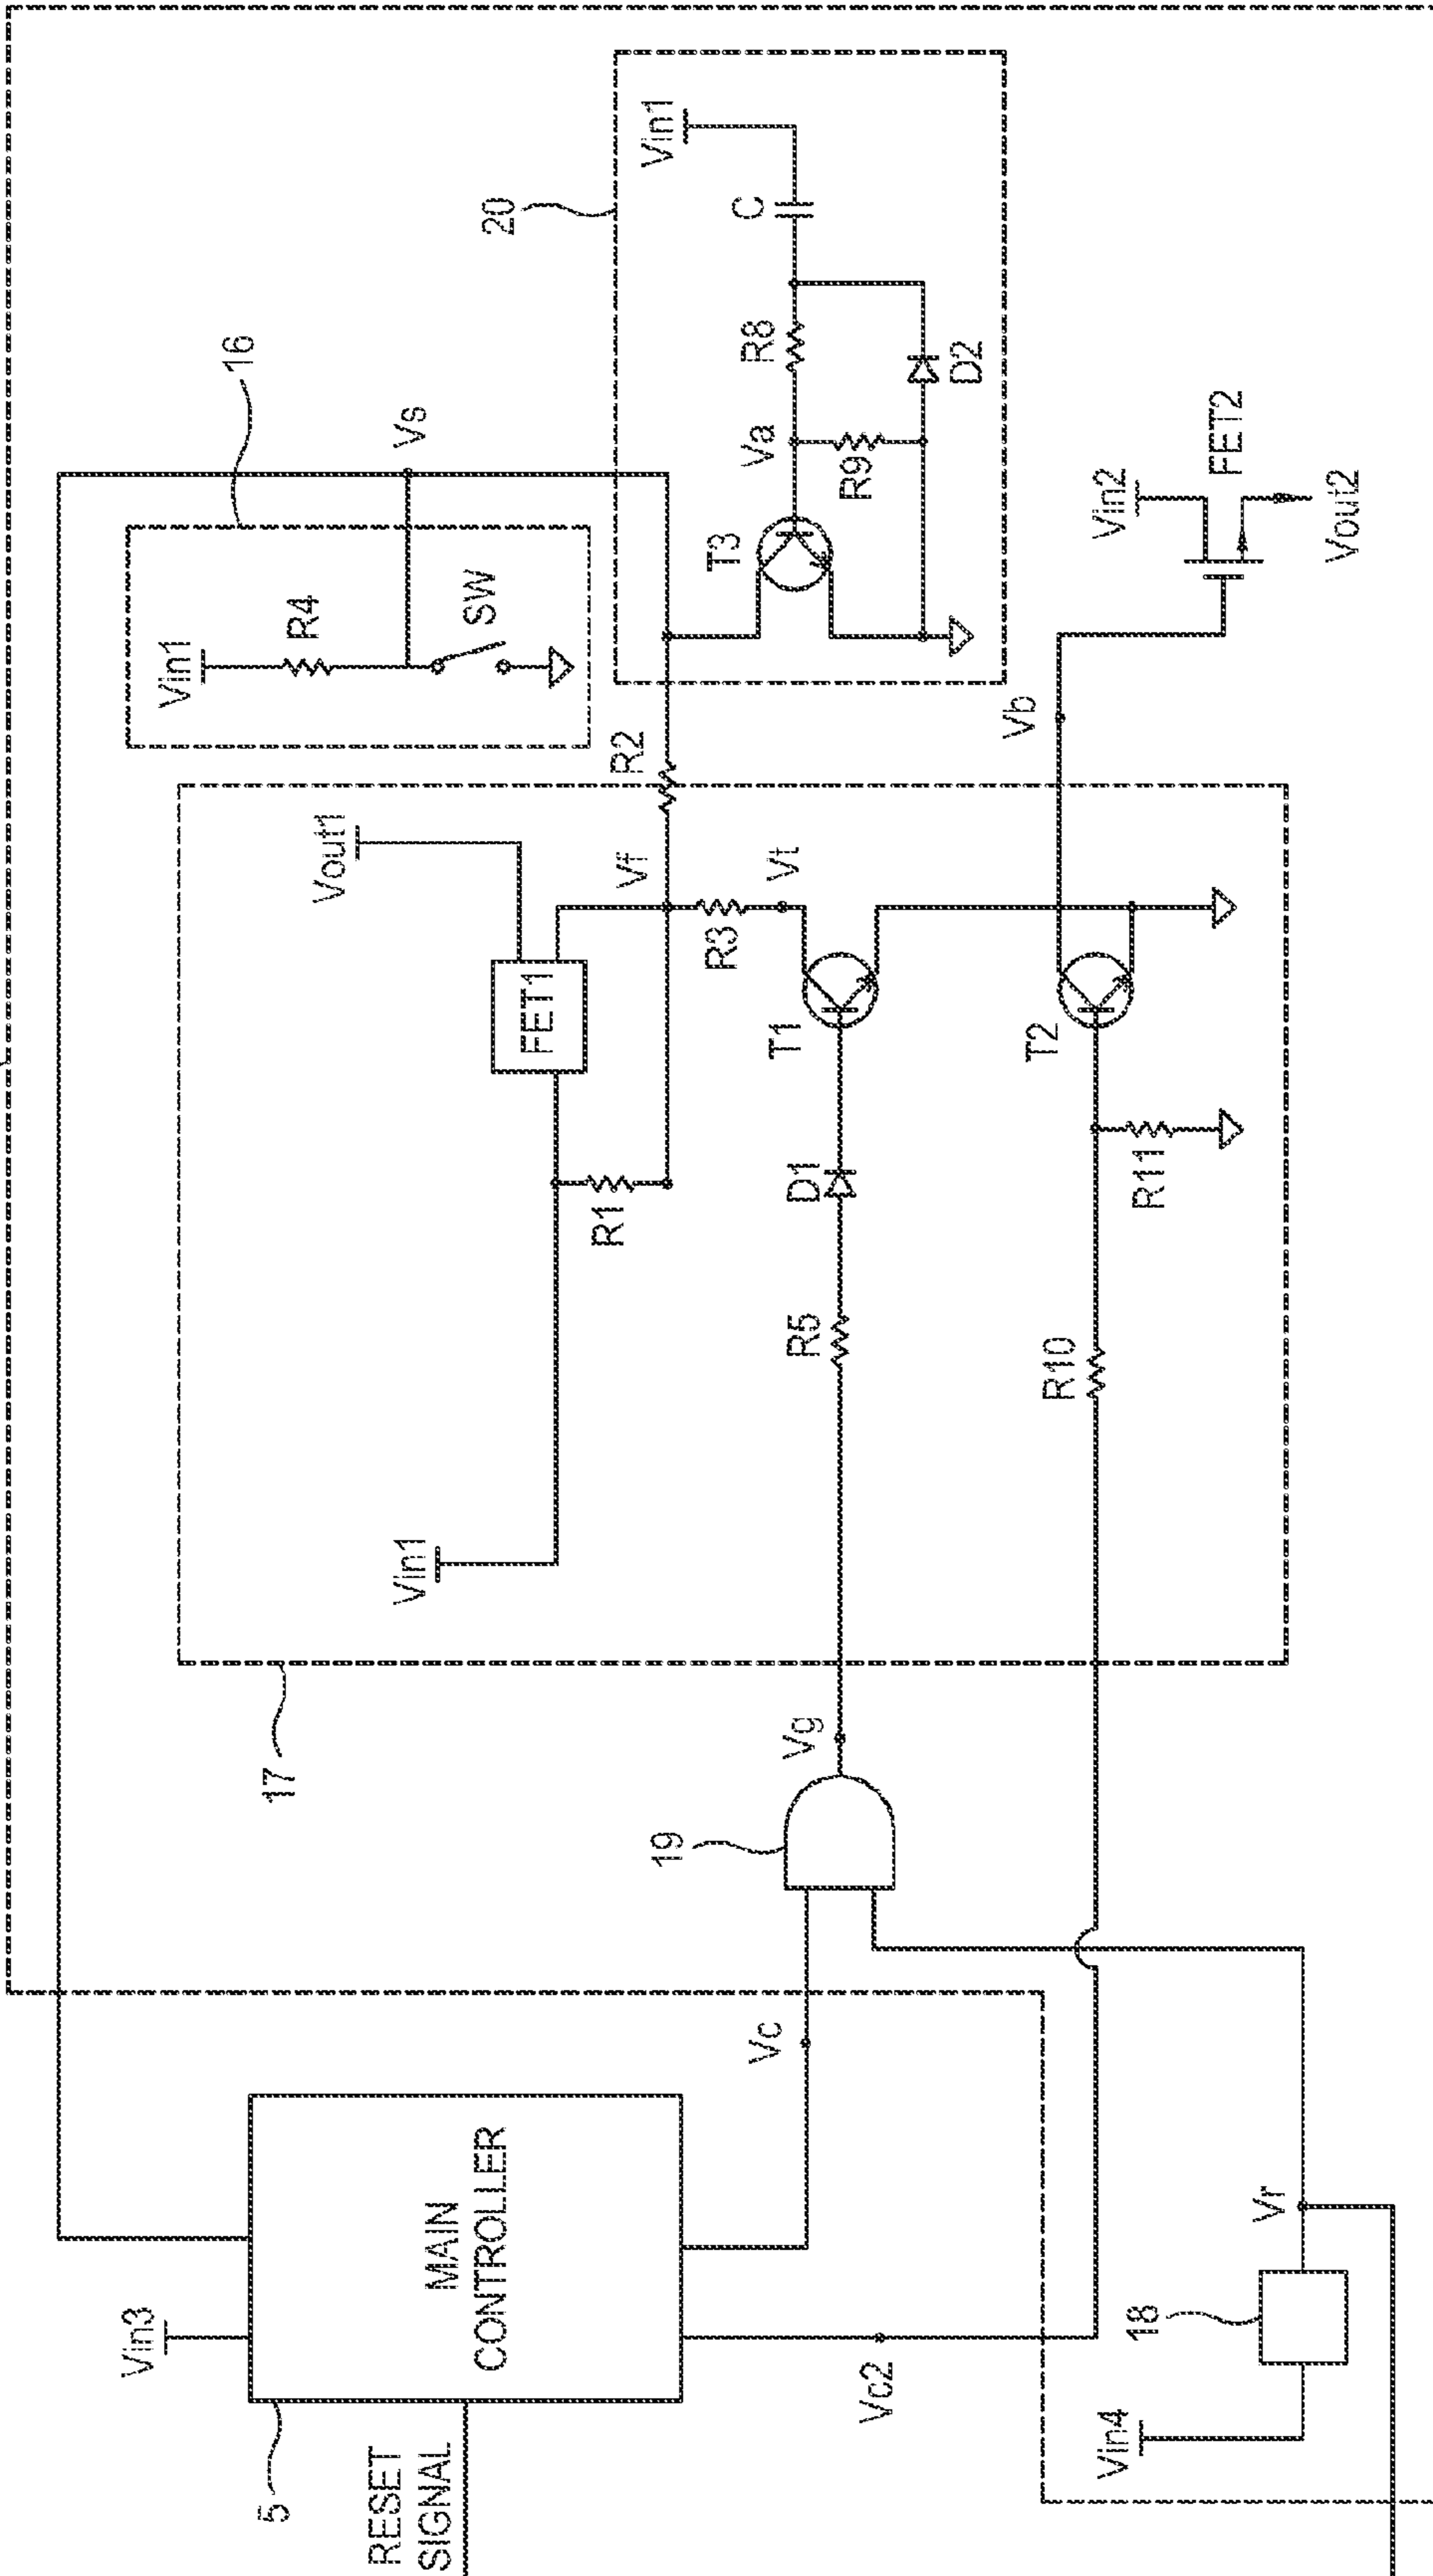 RESET
SIGNAL
5
Vin3
MAIN
CONTROLLER
Vc2
Vc
Vin4
18
Vr
19
Vg
17
Vin1
R1
FET1
Vout1
Vf
R2
R3
Vt
T1
D1
R5
T2
R11
R10
Vb
16
Vin1
R4
SW
Vs
20
Vin1
C
R8
D2
Va
R9
T3
Vin2
FET2
Vout2